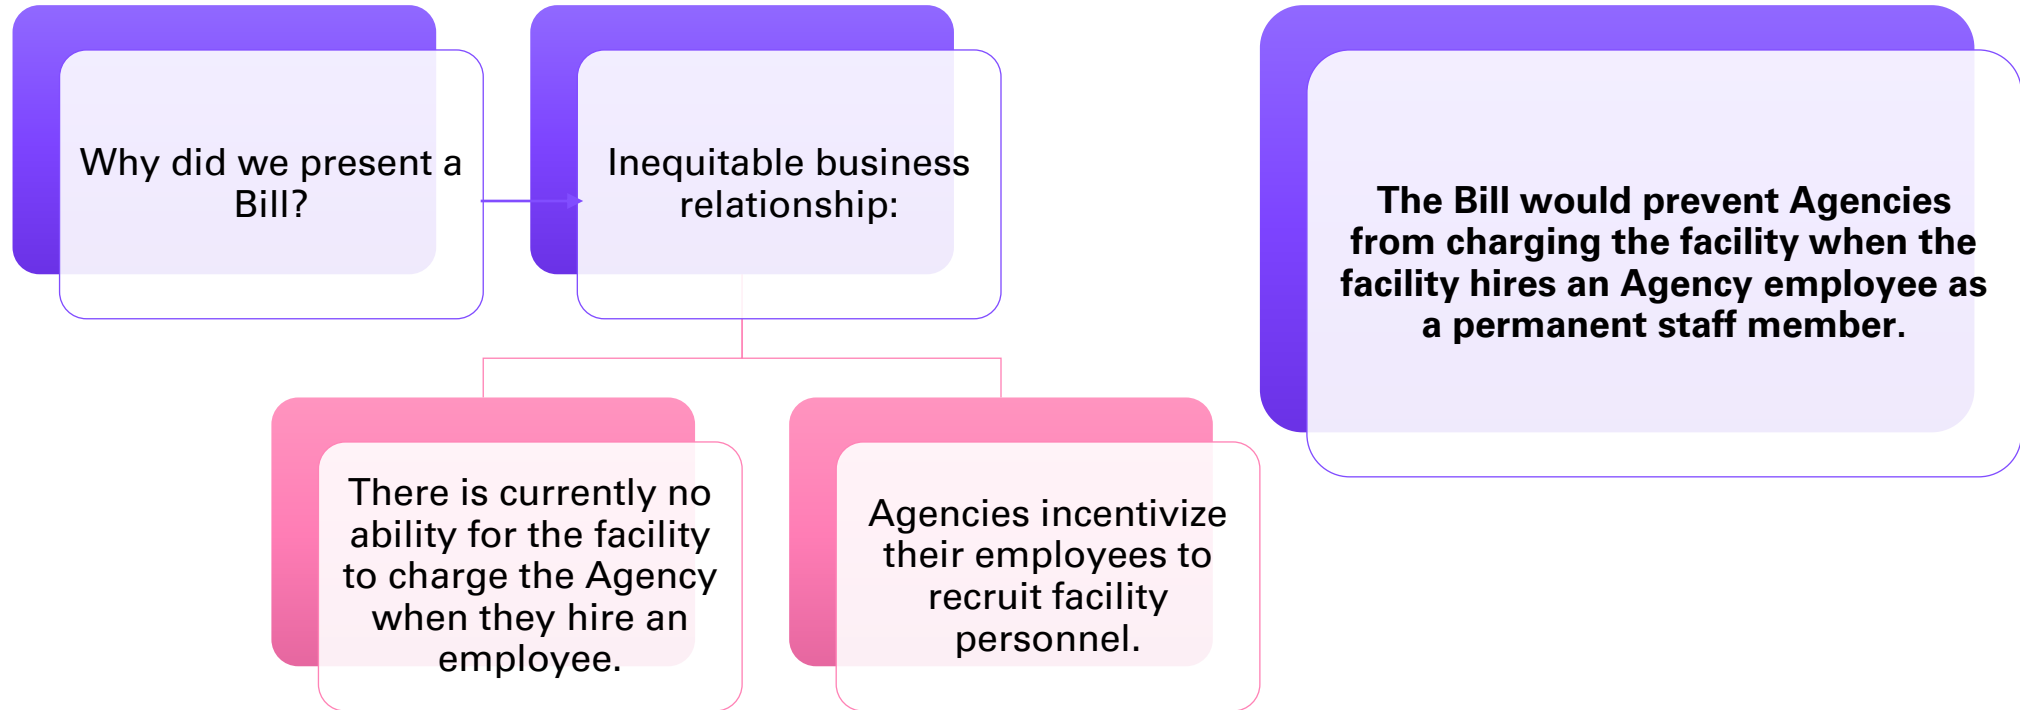 Why did we present a
Bill?
Inequitable business
relationship:
The Bill would prevent Agencies
from charging the facility when the
facility hires an Agency employee as
a permanent staff member.
There is currently no
ability for the facility
to charge the Agency
when they hire an
employee.
Agencies incentivize
their employees to
recruit facility
personnel.